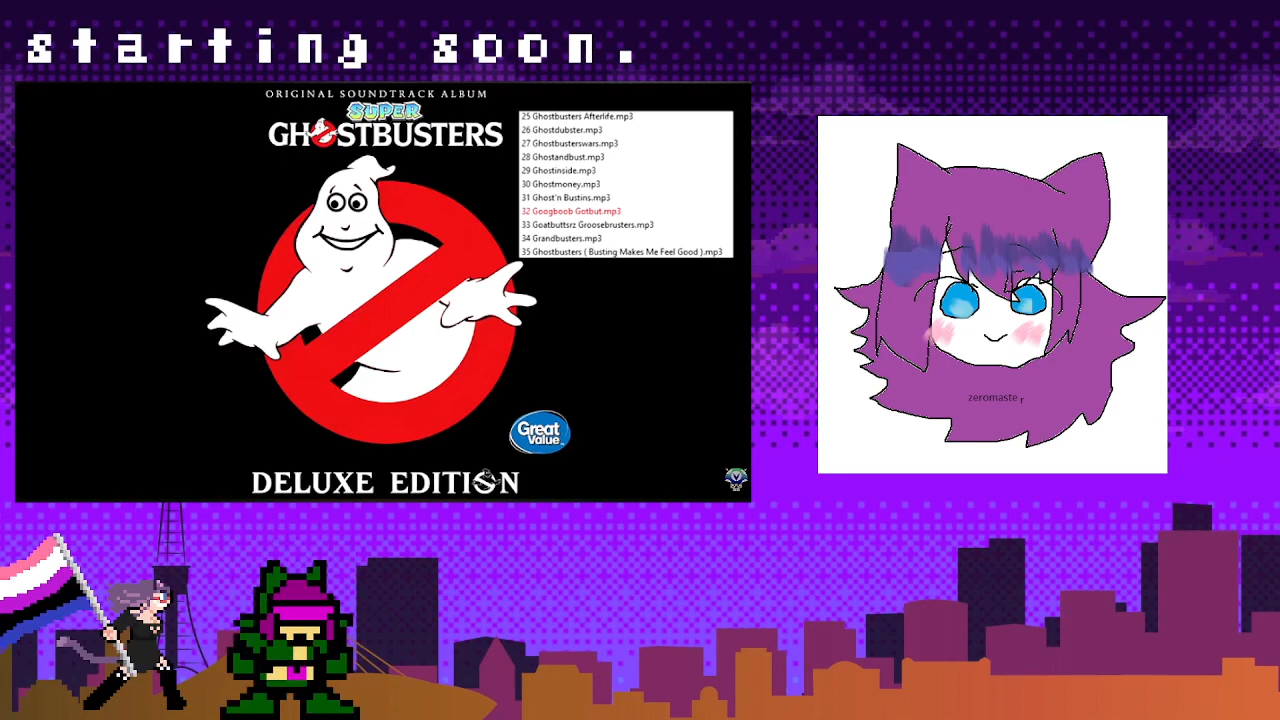 starting soon.
ORIGINAL SOUNDTRACK ALBUM
SUPER
GHOSTBUSTERS
25 Ghostbusters Afterlife.mp3
26 Ghostdubster.mp3
27 Ghostbusterswars.mp3
28 Ghostandbust.mp3
29 Ghostinside.mp3
30 Ghostmoney.mp3
31 Ghost'n Bustins.mp3
32 Googboob Gotbut.mp3
33 Goatbuttsrz Groosebrusters.mp3
34 Grandbusters.mp3
35 Ghostbusters ( Busting Makes Me Feel Good ).mp3
Great
Value
DELUXE EDITION
zeromaster